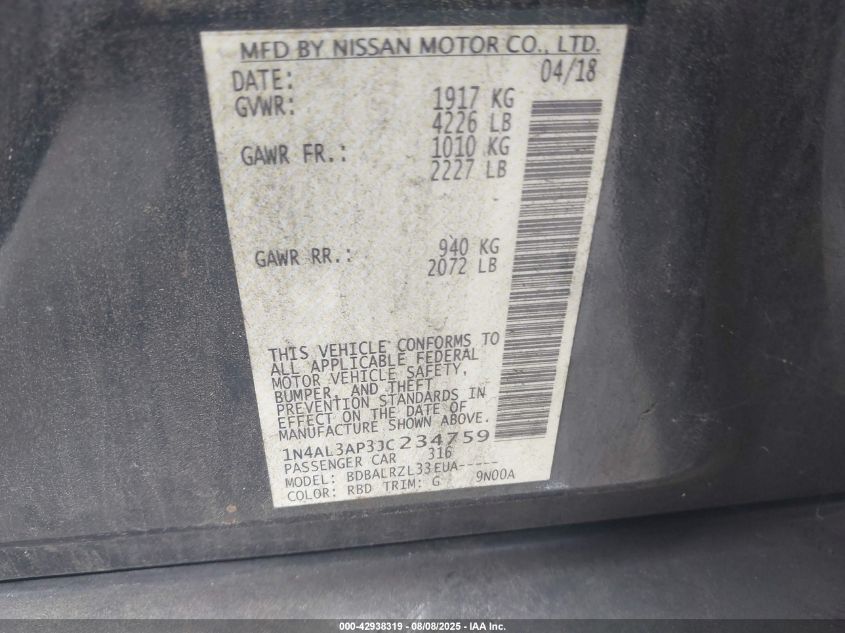 MFD BY NISSAN MOTOR CO., LTD.
DATE: 04/18
GVWR: 1917 KG
4226 LB
GAWR FR.: 1010 KG
2227 LB
GAWR RR.: 940 KG
2072 LB
THIS VEHICLE CONFORMS TO
ALL APPLICABLE FEDERAL
MOTOR VEHICLE SAFETY,
BUMPER, AND THEFT
PREVENTION STANDARDS IN
EFFECT ON THE DATE OF
MANUFACTURE SHOWN ABOVE.
1N4AL3AP3JC234759
PASSENGER CAR 316
MODEL: BDBALRZL33EUA-----
COLOR: RBD TRIM: G 9N00A
000-42938319 - 08/08/2025 - IAA Inc.